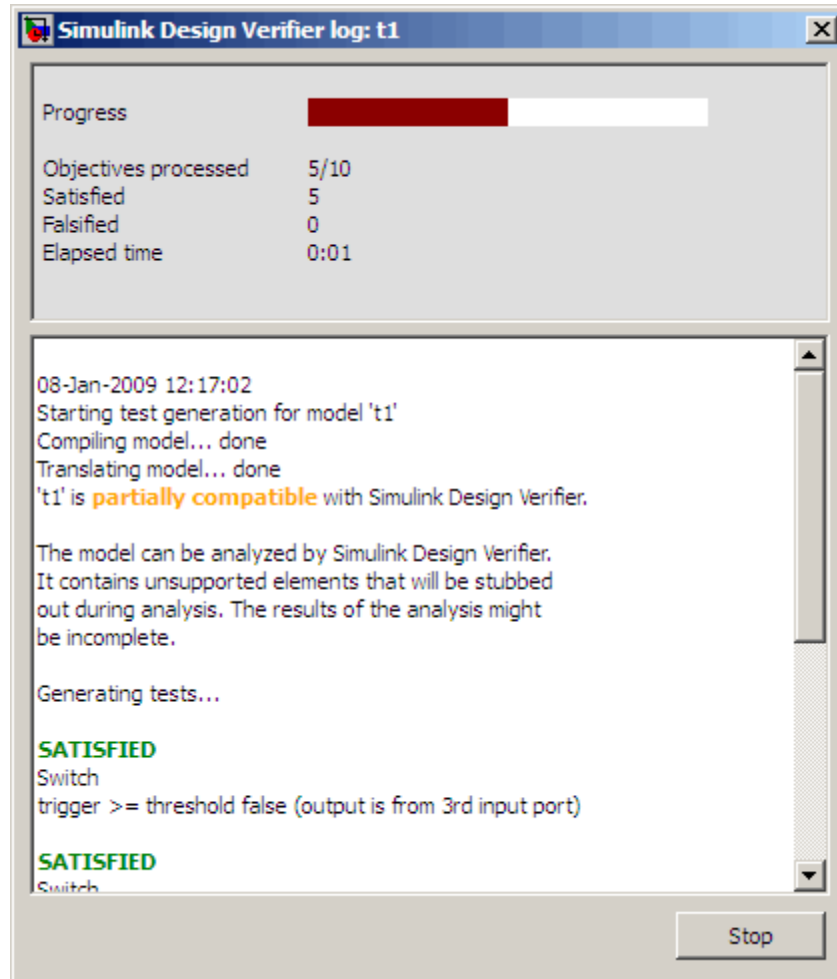 Simulink Design Verifier log: t1
Progress
Objectives processed 5/10
Satisfied 5
Falsified 0
Elapsed time 0:01
08-Jan-2009 12:17:02
Starting test generation for model 't1'
Compiling model... done
Translating model... done
't1' is partially compatible with Simulink Design Verifier.
The model can be analyzed by Simulink Design Verifier.
It contains unsupported elements that will be stubbed
out during analysis. The results of the analysis might
be incomplete.
Generating tests...
SATISFIED
Switch
trigger >= threshold false (output is from 3rd input port)
SATISFIED
Switch
Stop